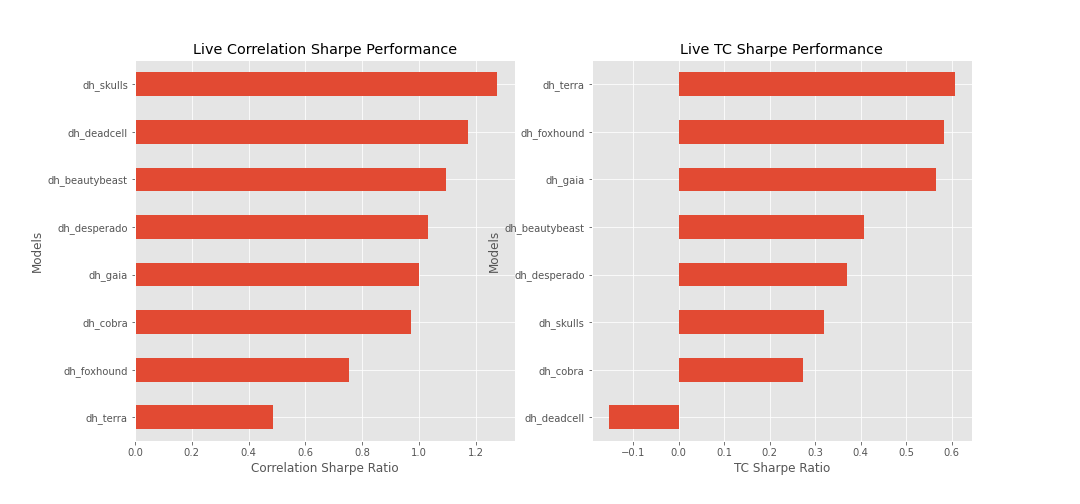 Live Correlation Sharpe Performance
Models
dh_skulls
dh_deadcell
dh_beautybeast
dh_desperado
dh_gaia
dh_cobra
dh_foxhound
dh_terra
0.0 0.2 0.4 0.6 0.8 1.0 1.2
Correlation Sharpe Ratio
Live TC Sharpe Performance
Models
dh_terra
dh_foxhound
dh_gaia
dh_beautybeast
dh_desperado
dh_skulls
dh_cobra
dh_deadcell
−0.1 0.0 0.1 0.2 0.3 0.4 0.5 0.6
TC Sharpe Ratio